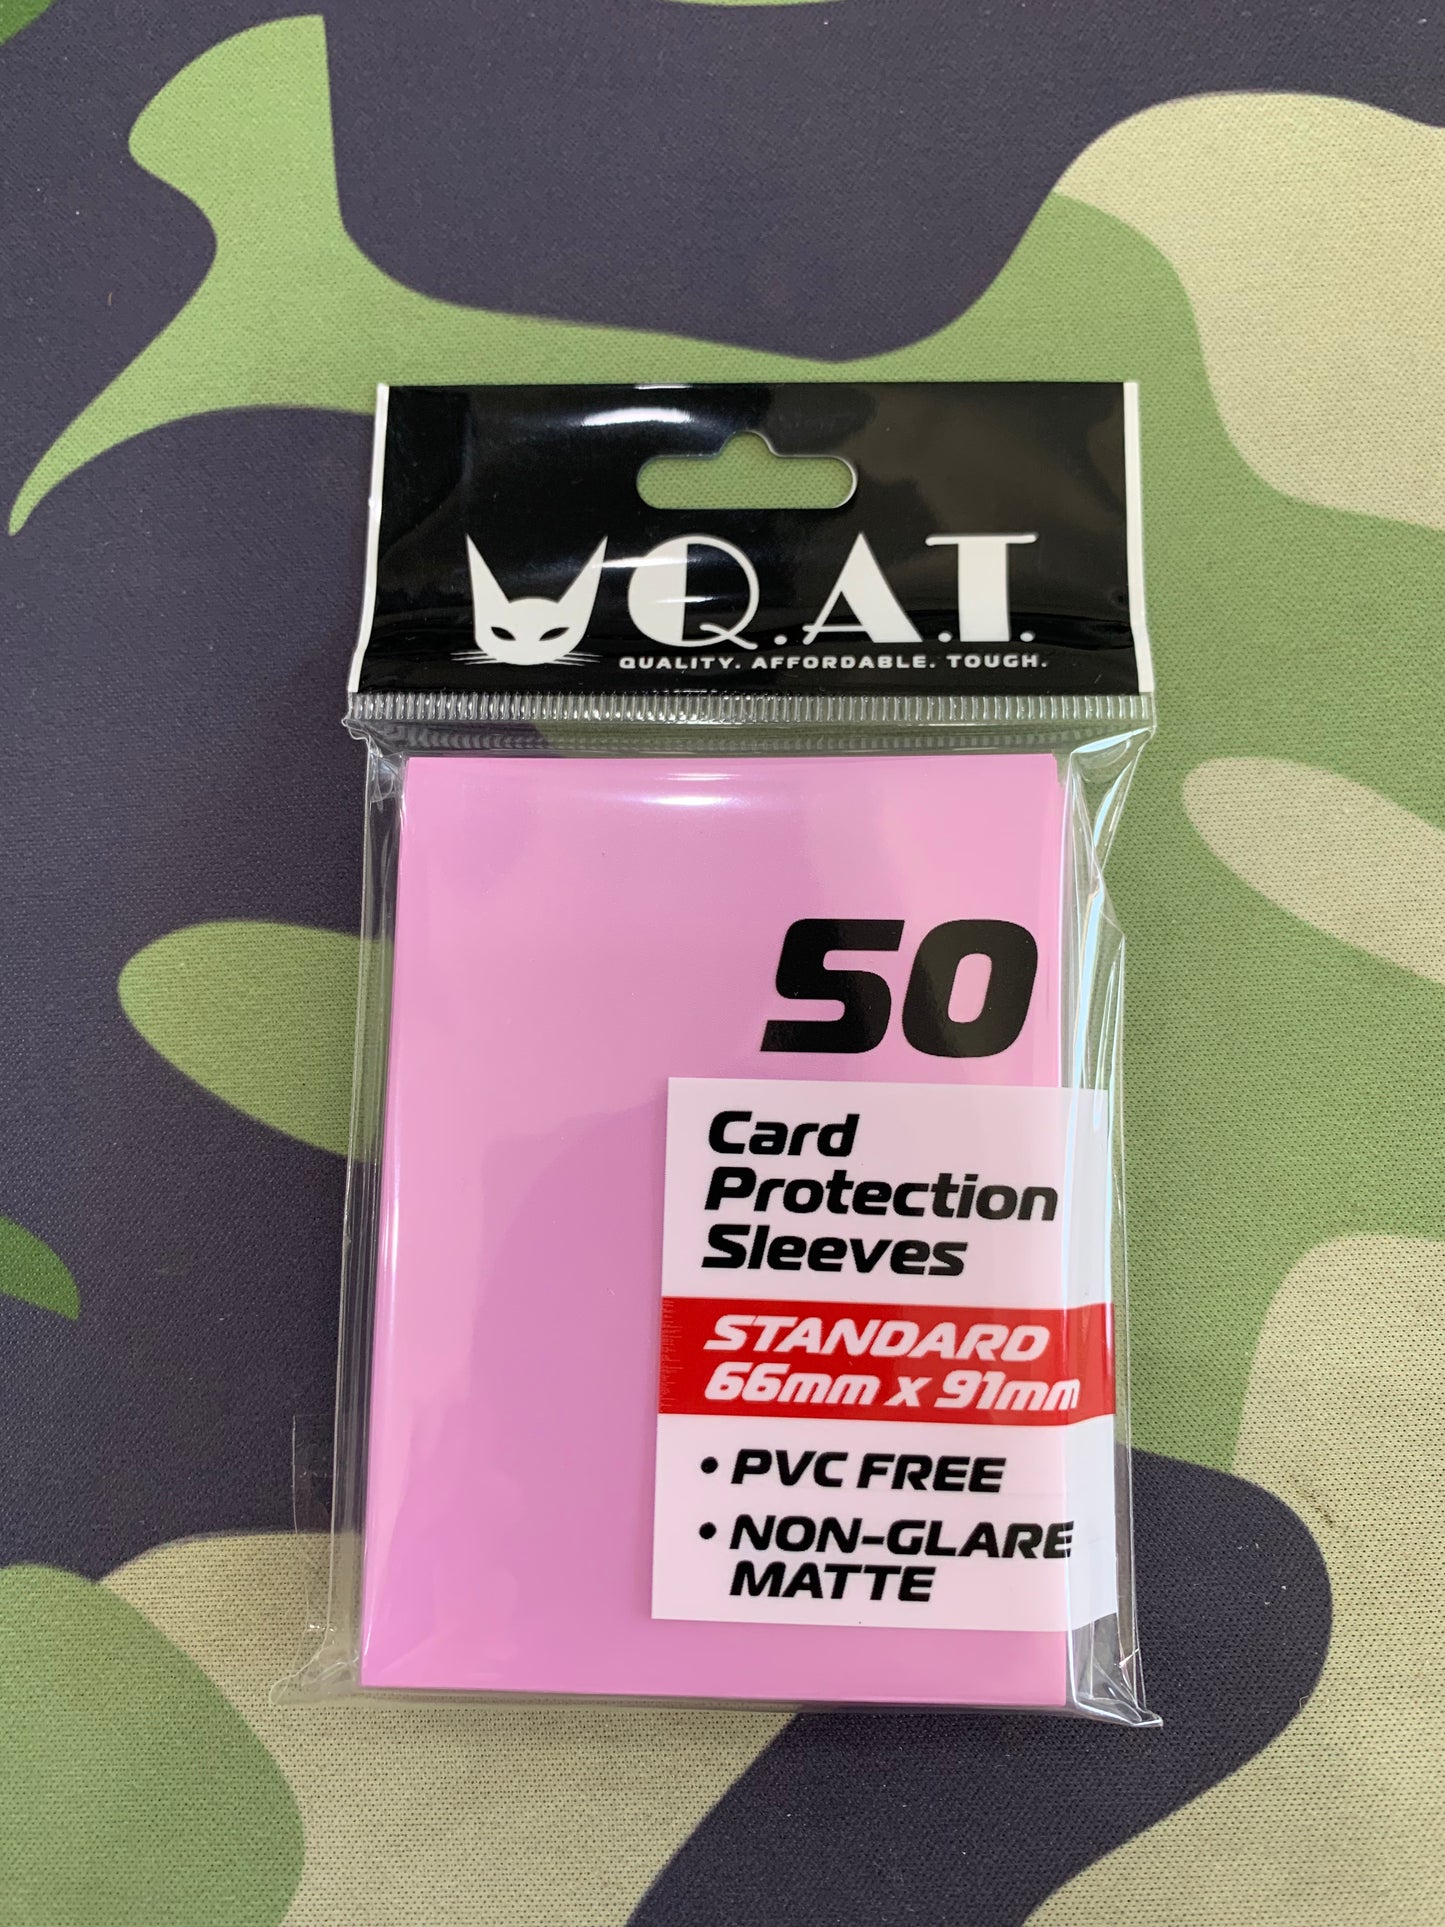 Q.A.T.
QUALITY. AFFORDABLE. TOUGH.
50
Card
Protection
Sleeves
STANDARD
66mm x 91mm
• PVC FREE
• NON-GLARE
MATTE